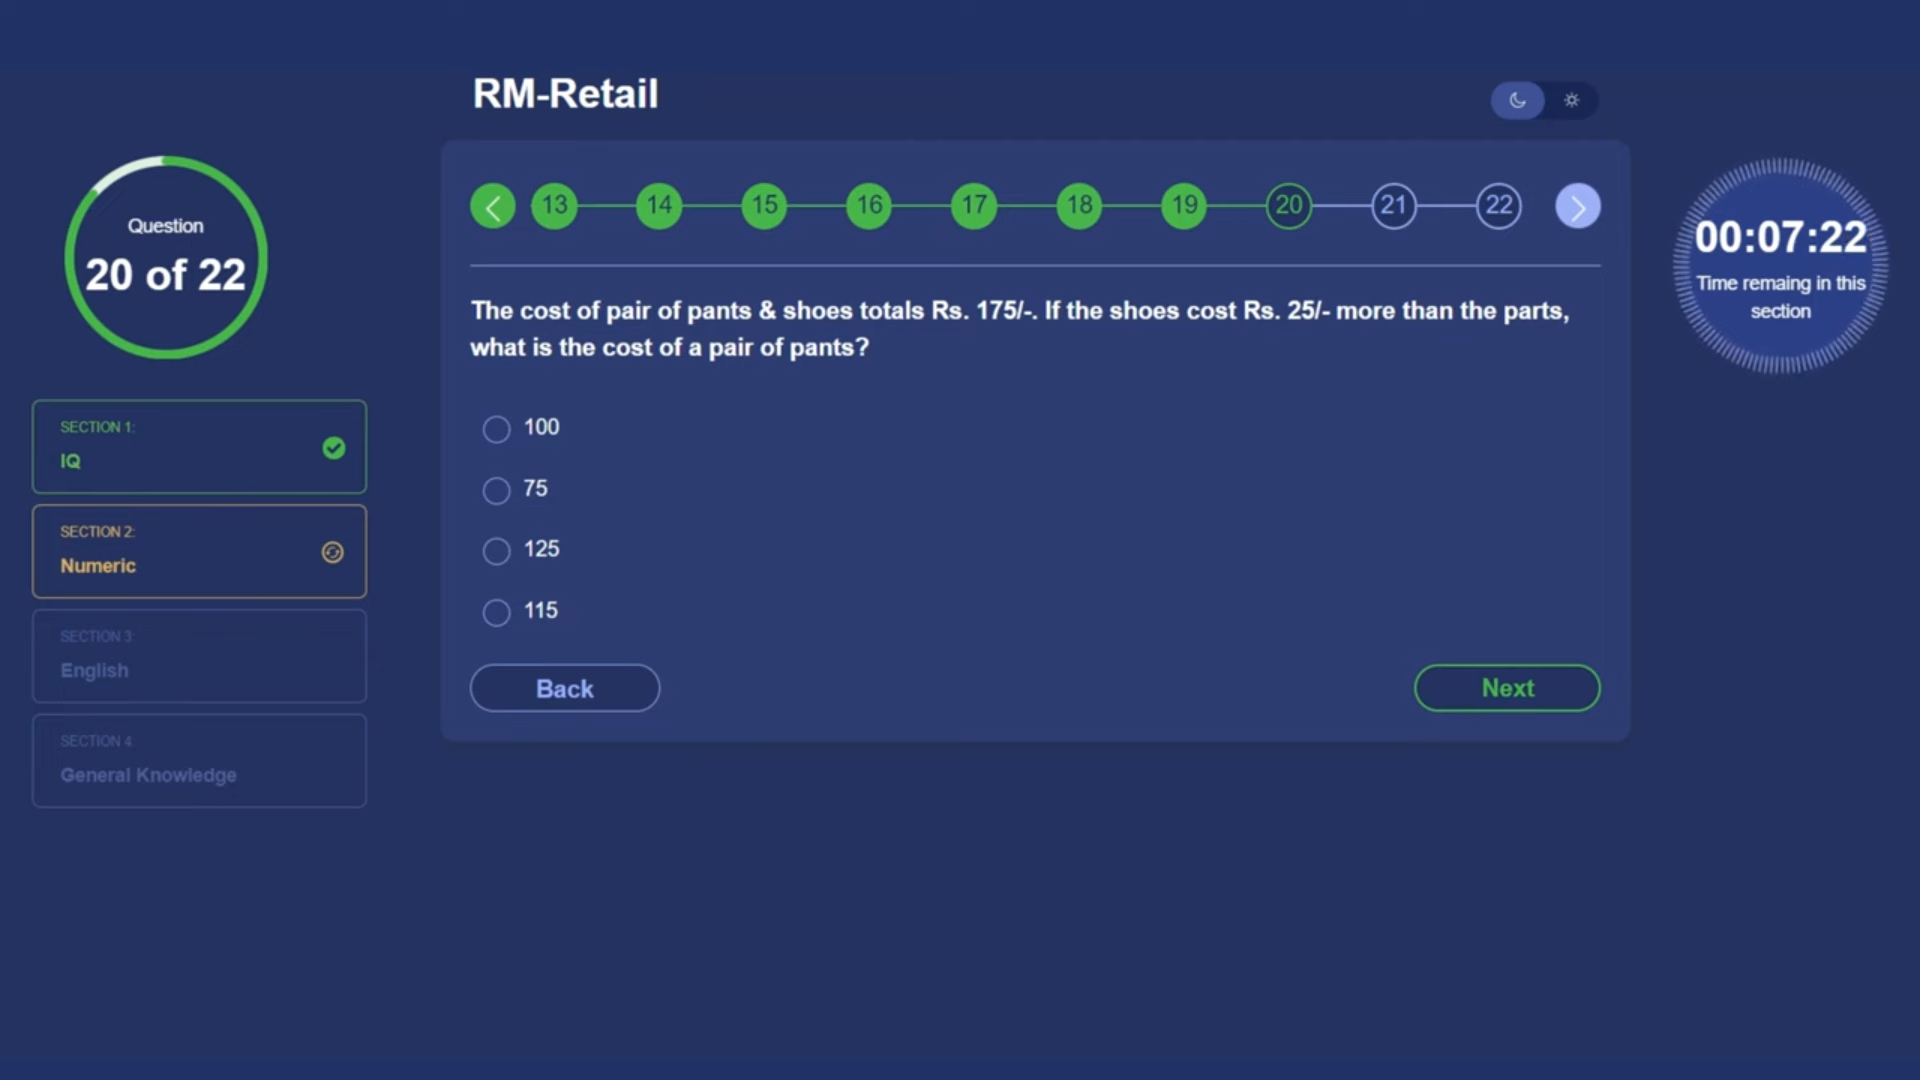 RM-Retail
Question
20 of 22
13 14 15 16 17 18 19 20 21 22
00:07:22
Time remaing in this
section
The cost of pair of pants & shoes totals Rs. 175/-. If the shoes cost Rs. 25/- more than the parts,
what is the cost of a pair of pants?
100
75
125
115
Back
Next
SECTION 1:
IQ
SECTION 2:
Numeric
SECTION 3:
English
SECTION 4:
General Knowledge